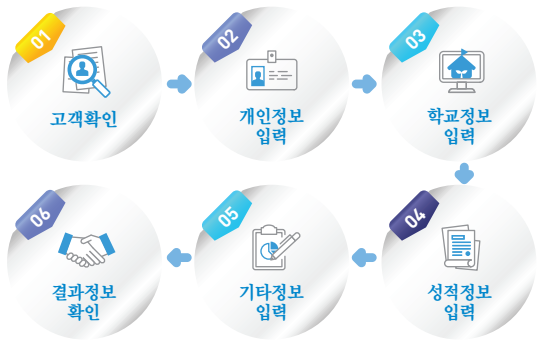 01
고객확인
02
개인정보
입력
03
학교정보
입력
04
성적정보
입력
05
기타정보
입력
06
결과정보
확인